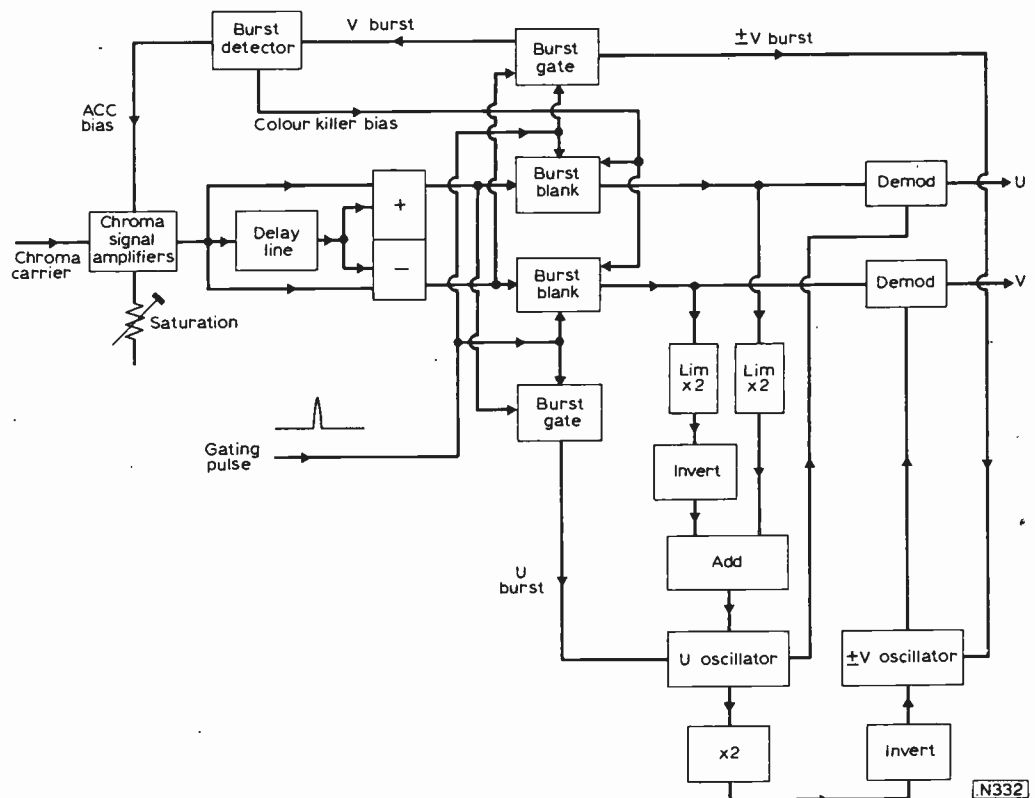 Burst
detector
V burst
Burst
gate
±V burst
ACC
bias
Colour killer bias
Burst
blank
Demod
U
Chroma
signal
amplifiers
Chroma
carrier
Delay
line
+
−
Burst
blank
Demod
V
Saturation
Lim
x2
Lim
x2
Burst
gate
Gating
pulse
Invert
Add
U
burst
U oscillator
±V oscillator
x2
Invert
N332